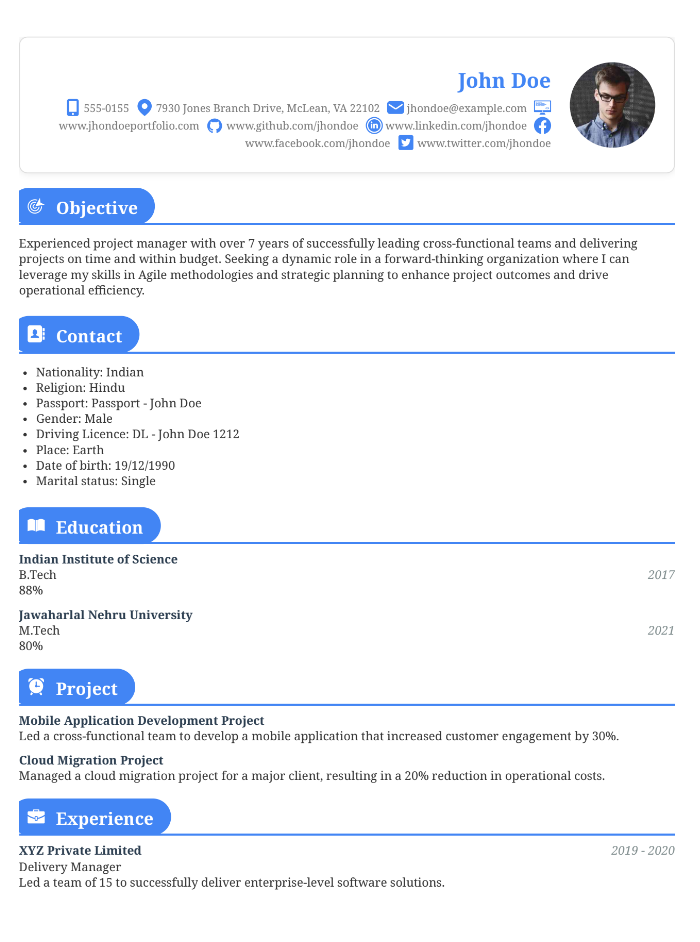 John Doe
555-0155 7930 Jones Branch Drive, McLean, VA 22102 jhondoe@example.com
www.jhondoeportfolio.com www.github.com/jhondoe www.linkedin.com/jhondoe
www.facebook.com/jhondoe www.twitter.com/jhondoe
Objective
Experienced project manager with over 7 years of successfully leading cross-functional teams and delivering
projects on time and within budget. Seeking a dynamic role in a forward-thinking organization where I can
leverage my skills in Agile methodologies and strategic planning to enhance project outcomes and drive
operational efficiency.
Contact
• Nationality: Indian
• Religion: Hindu
• Passport: Passport - John Doe
• Gender: Male
• Driving Licence: DL - John Doe 1212
• Place: Earth
• Date of birth: 19/12/1990
• Marital status: Single
Education
Indian Institute of Science
B.Tech 2017
88%
Jawaharlal Nehru University
M.Tech 2021
80%
Project
Mobile Application Development Project
Led a cross-functional team to develop a mobile application that increased customer engagement by 30%.
Cloud Migration Project
Managed a cloud migration project for a major client, resulting in a 20% reduction in operational costs.
Experience
XYZ Private Limited 2019 - 2020
Delivery Manager
Led a team of 15 to successfully deliver enterprise-level software solutions.